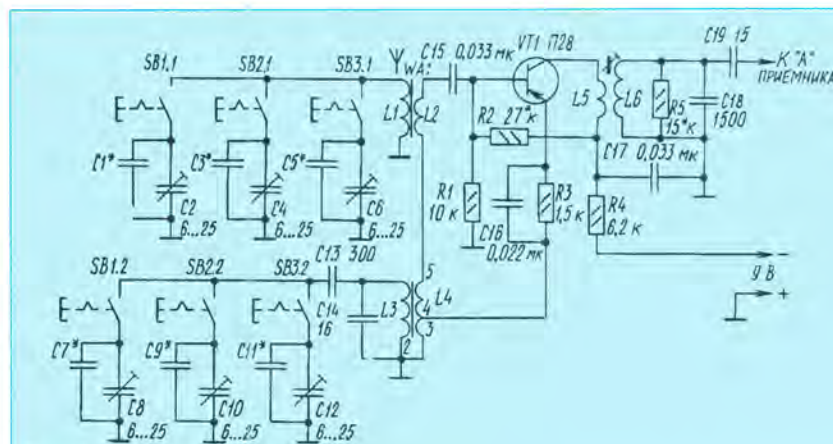 SB1.1
SB2.1
SB3.1
WA1
C15 0,033 мк
VT1 П28
C19 15
К "А"
ПРИЕМНИКА
L1
L2
R2 27*к
L5
L6
R5
15*к
C18
1500
C17
0,033 мк
C1*
C2
6...25
C3*
C4
6...25
C5*
C6
6...25
R1
10 к
C16
0,022 мк
R3
1,5 к
R4
6,2 к
9 В
−
+
SB1.2
SB2.2
SB3.2
C13 300
C14
16
L3
L4
5
4
3
2
C7*
C8
6...25
C9*
C10
6...25
C11*
C12
6...25